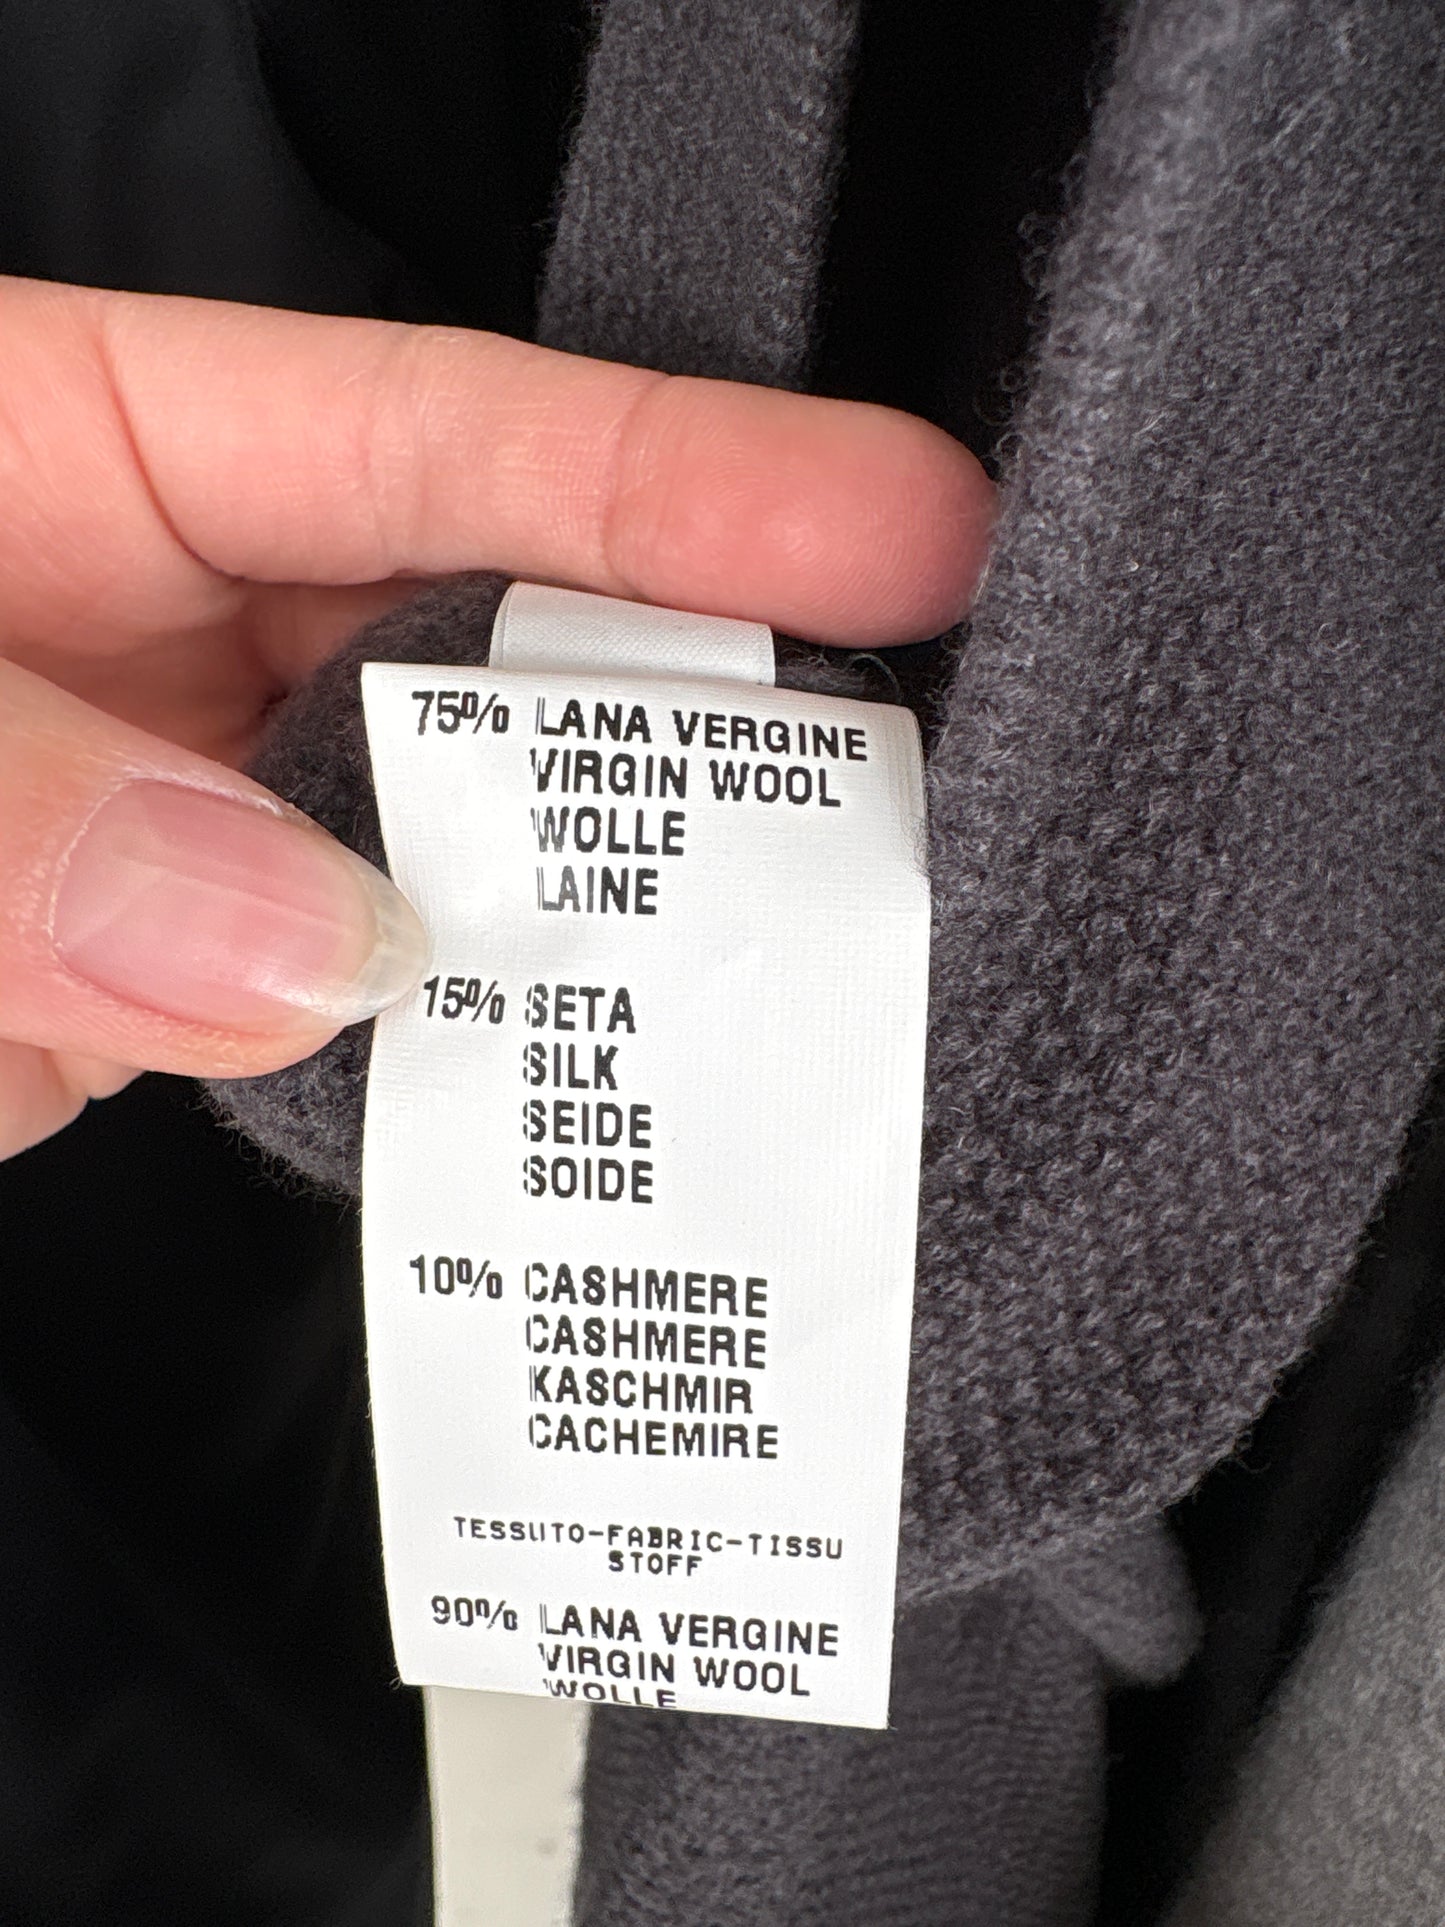 75% LANA VERGINE
VIRGIN WOOL
WOLLE
LAINE
15% SETA
SILK
SEIDE
SOIDE
10% CASHMERE
CASHMERE
KASCHMIR
CACHEMIRE
TESSUTO-FABRIC-TISSU
STOFF
90% LANA VERGINE
VIRGIN WOOL
WOLLE